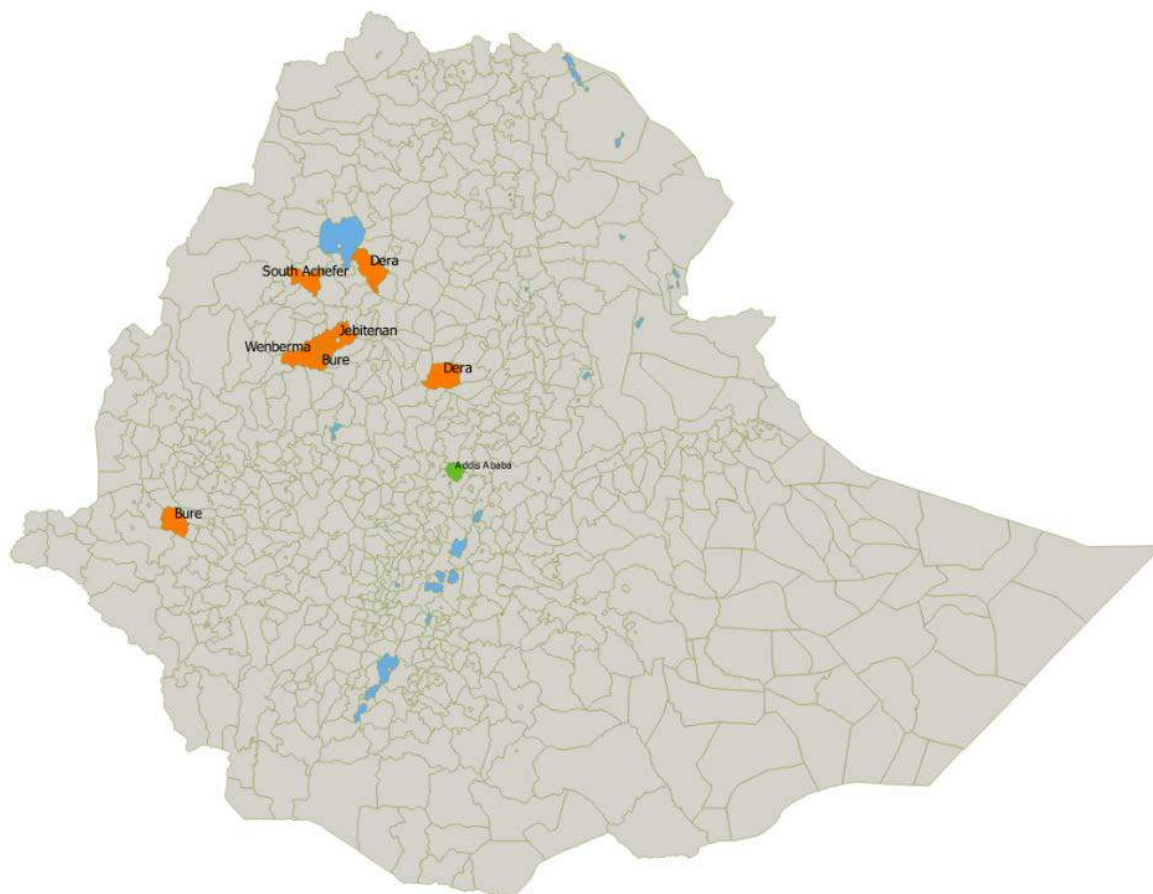 Dera
South Achefer
Jebitenan
Wenberma
Bure
Dera
Addis Ababa
Bure